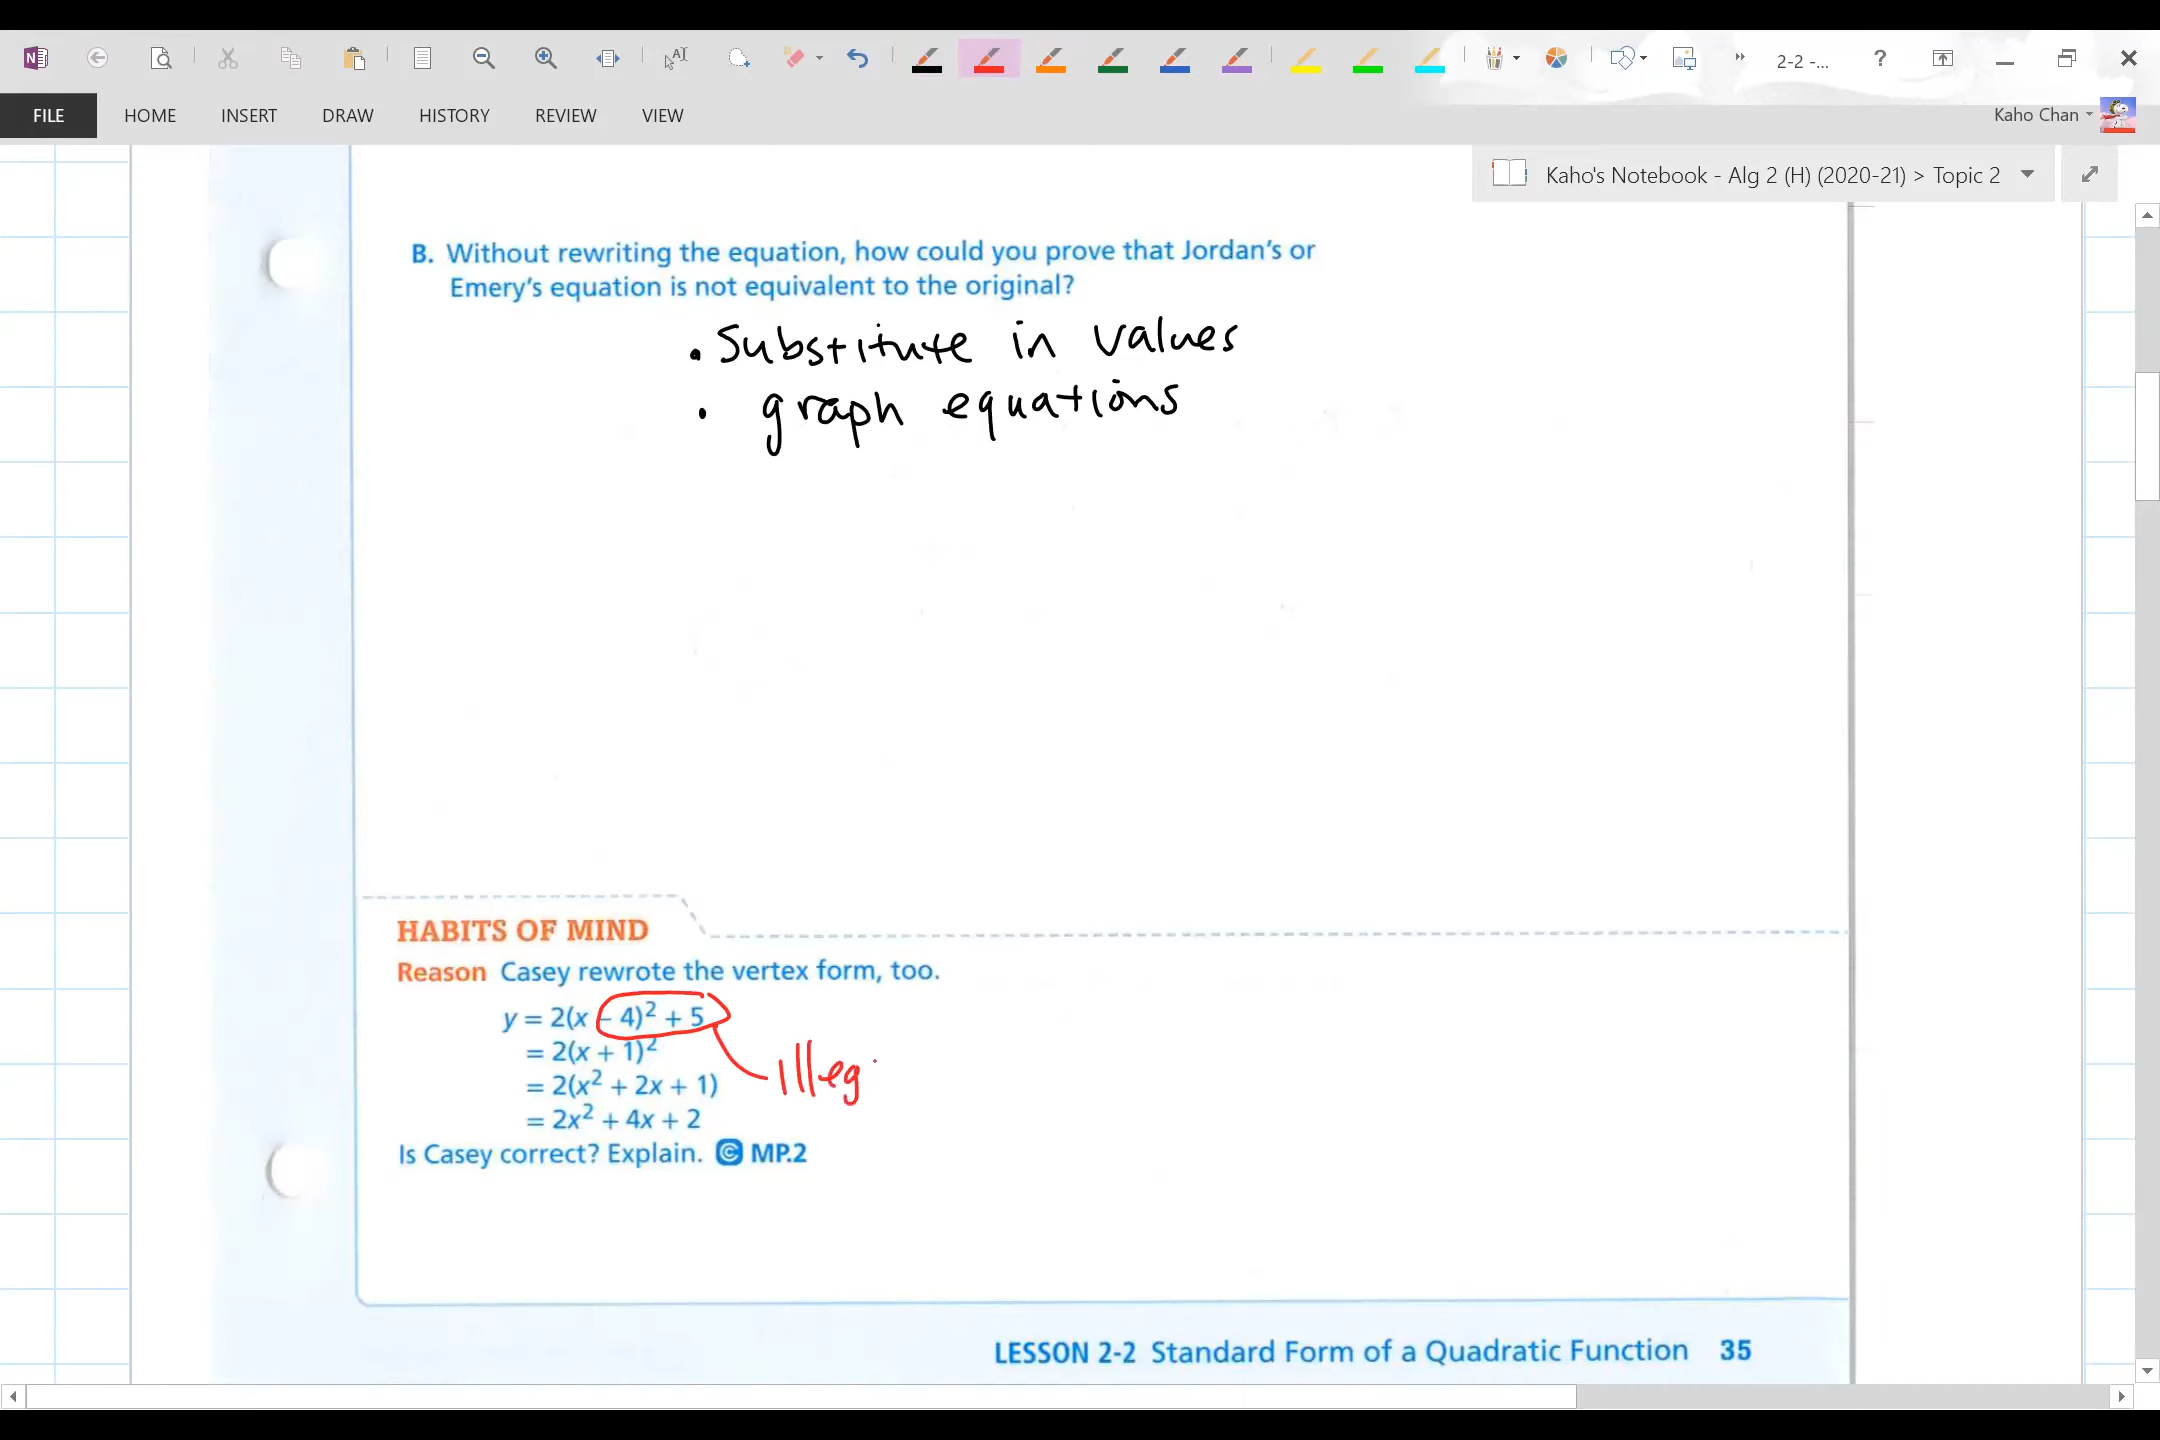 2-2 -...
FILE HOME INSERT DRAW HISTORY REVIEW VIEW
Kaho Chan
Kaho's Notebook - Alg 2 (H) (2020-21) > Topic 2
B. Without rewriting the equation, how could you prove that Jordan's or
Emery's equation is not equivalent to the original?
• Substitute in values
• graph equations
HABITS OF MIND
Reason Casey rewrote the vertex form, too.
y = 2(x − 4)² + 5
= 2(x + 1)²
illeg
= 2(x² + 2x + 1)
= 2x² + 4x + 2
Is Casey correct? Explain. © MP.2
LESSON 2-2 Standard Form of a Quadratic Function 35